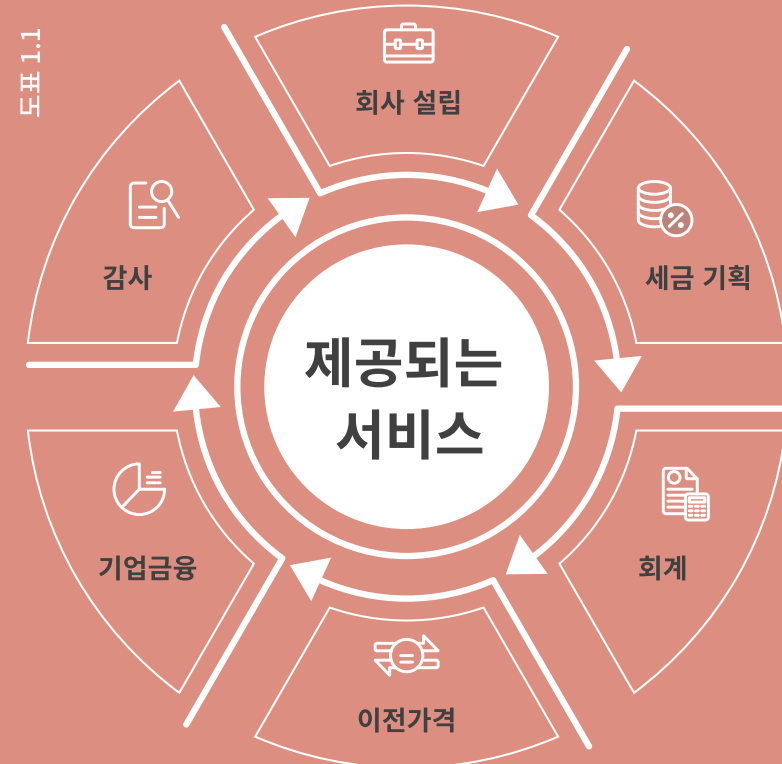 도표 1.1
회사 설립
세금 기획
회계
이전가격
기업금융
감사
제공되는
서비스